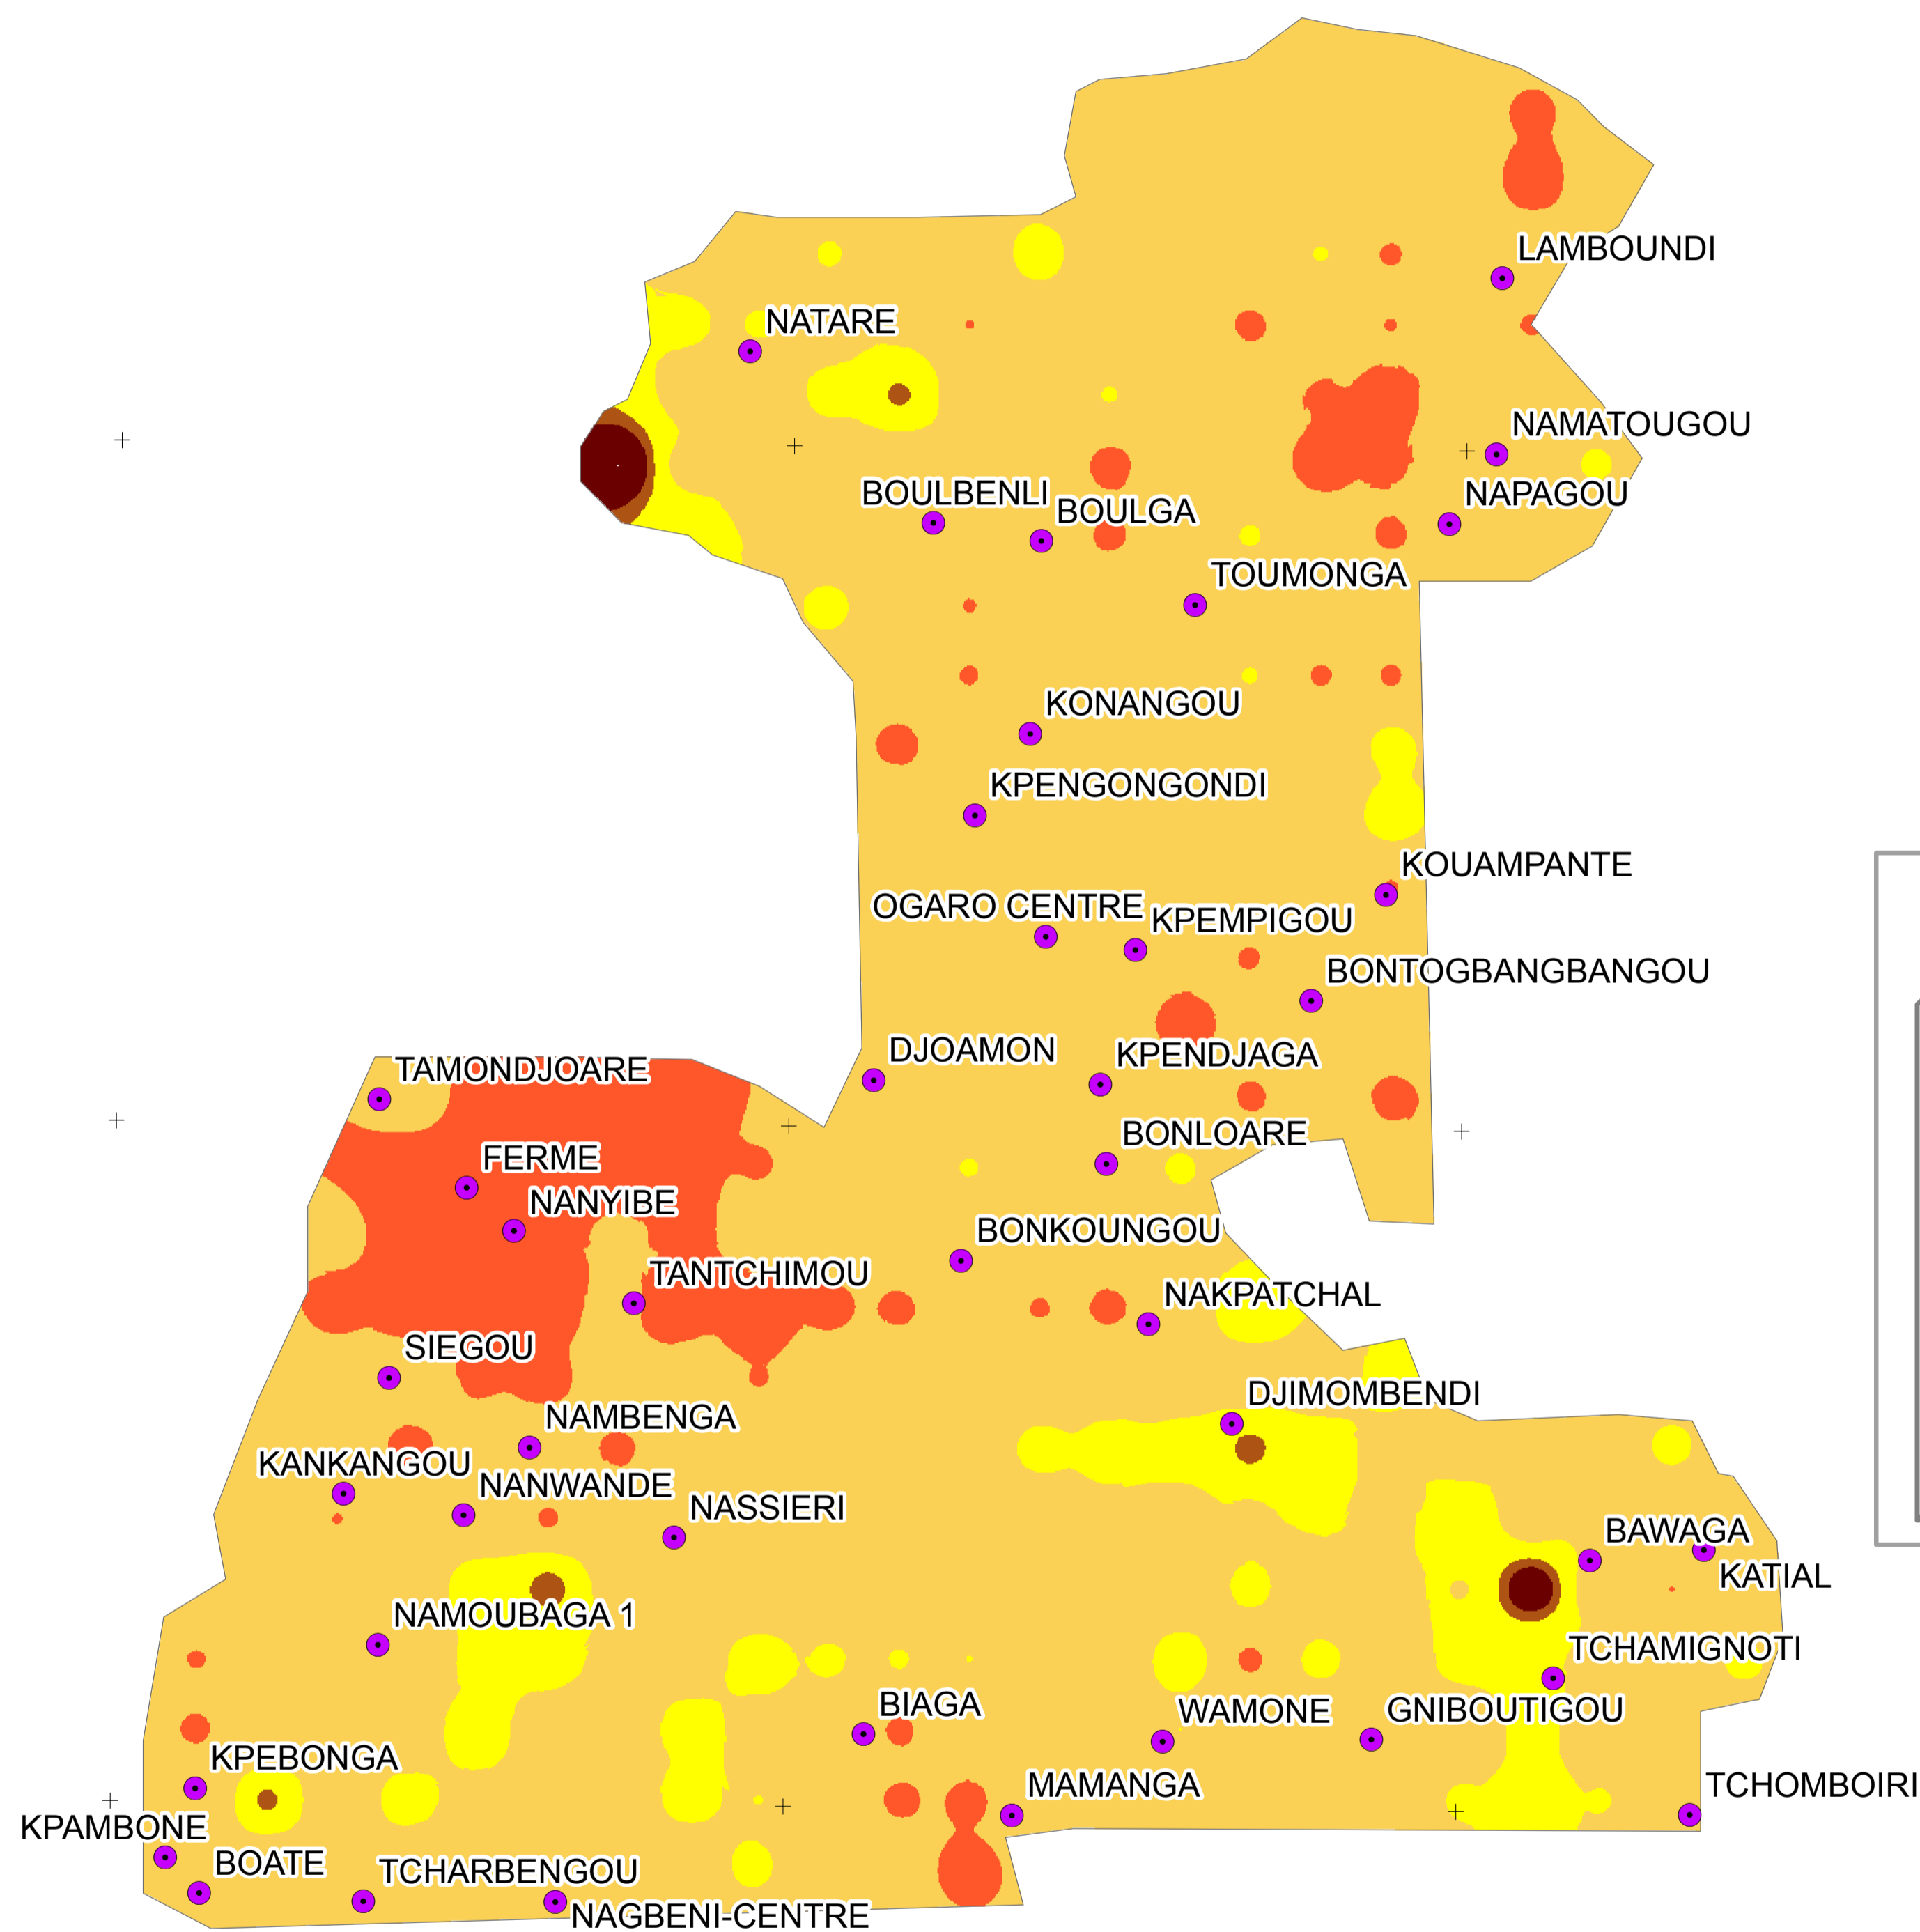 LAMBOUNDI
NATARE
NAMATOUGOU
BOULBENLI
NAPAGOU
BOULGA
TOUMONGA
KONANGOU
KPENGONGONDI
KOUAMPANTE
OGARO CENTRE
KPEMPIGOU
BONTOGBANGBANGOU
DJOAMON
KPENDJAGA
TAMONDJOARE
BONLOARE
FERME
NANYIBE
BONKOUNGOU
TANTCHIMOU
NAKPATCHAL
SIEGOU
DJIMOMBENDI
NAMBENGA
KANKANGOU
NANWANDE
NASSIERI
BAWAGA
KATIAL
NAMOUBAGA 1
TCHAMIGNOTI
BIAGA
WAMONE
GNIBOUTIGOU
KPEBONGA
MAMANGA
TCHOMBOIRI
KPAMBONE
BOATE
TCHARBENGOU
NAGBENI-CENTRE